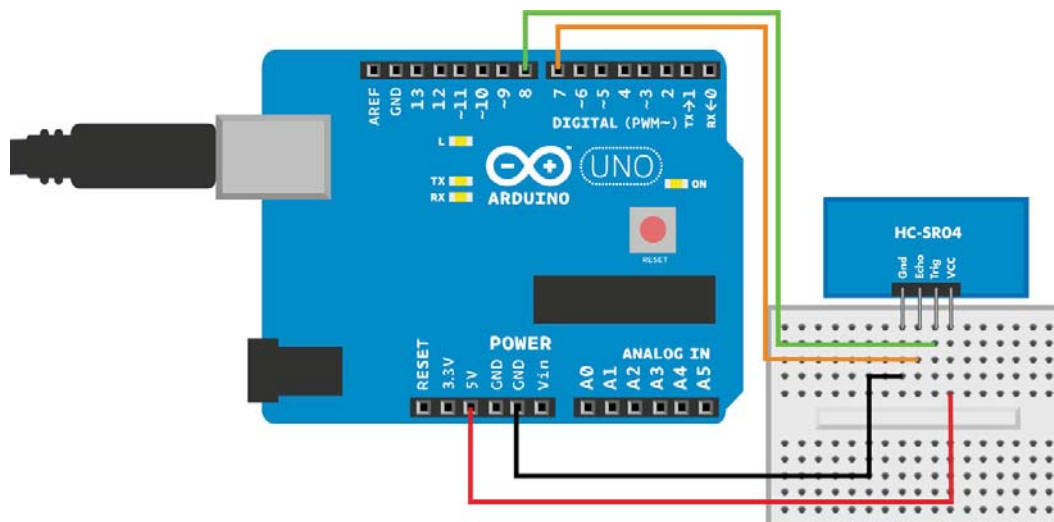 AREF
GND
13
12
~11
~10
~9
8
7
~6
~5
4
~3
2
TX→1
RX←0
DIGITAL (PWM~)
L
TX
RX
ARDUINO
™
UNO
ON
RESET
HC-SR04
Gnd
Echo
Trig
VCC
POWER
RESET
3.3V
5V
GND
GND
Vin
ANALOG IN
A0
A1
A2
A3
A4
A5